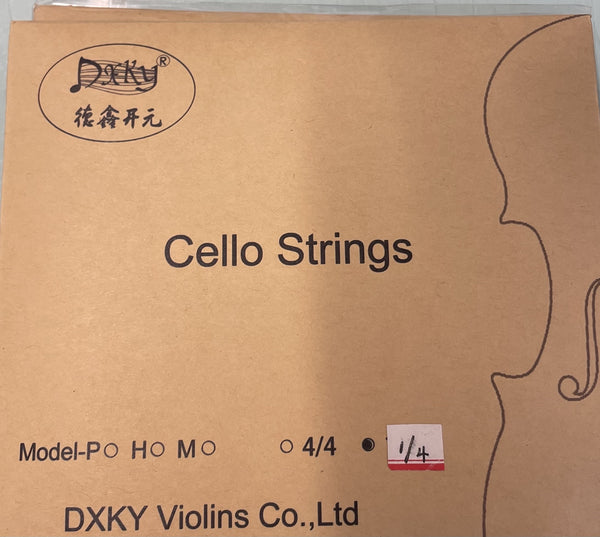 DXKY®
德鑫开元
Cello Strings
Model-P○ H○ M○ ○ 4/4 ● 1/4
DXKY Violins Co.,Ltd